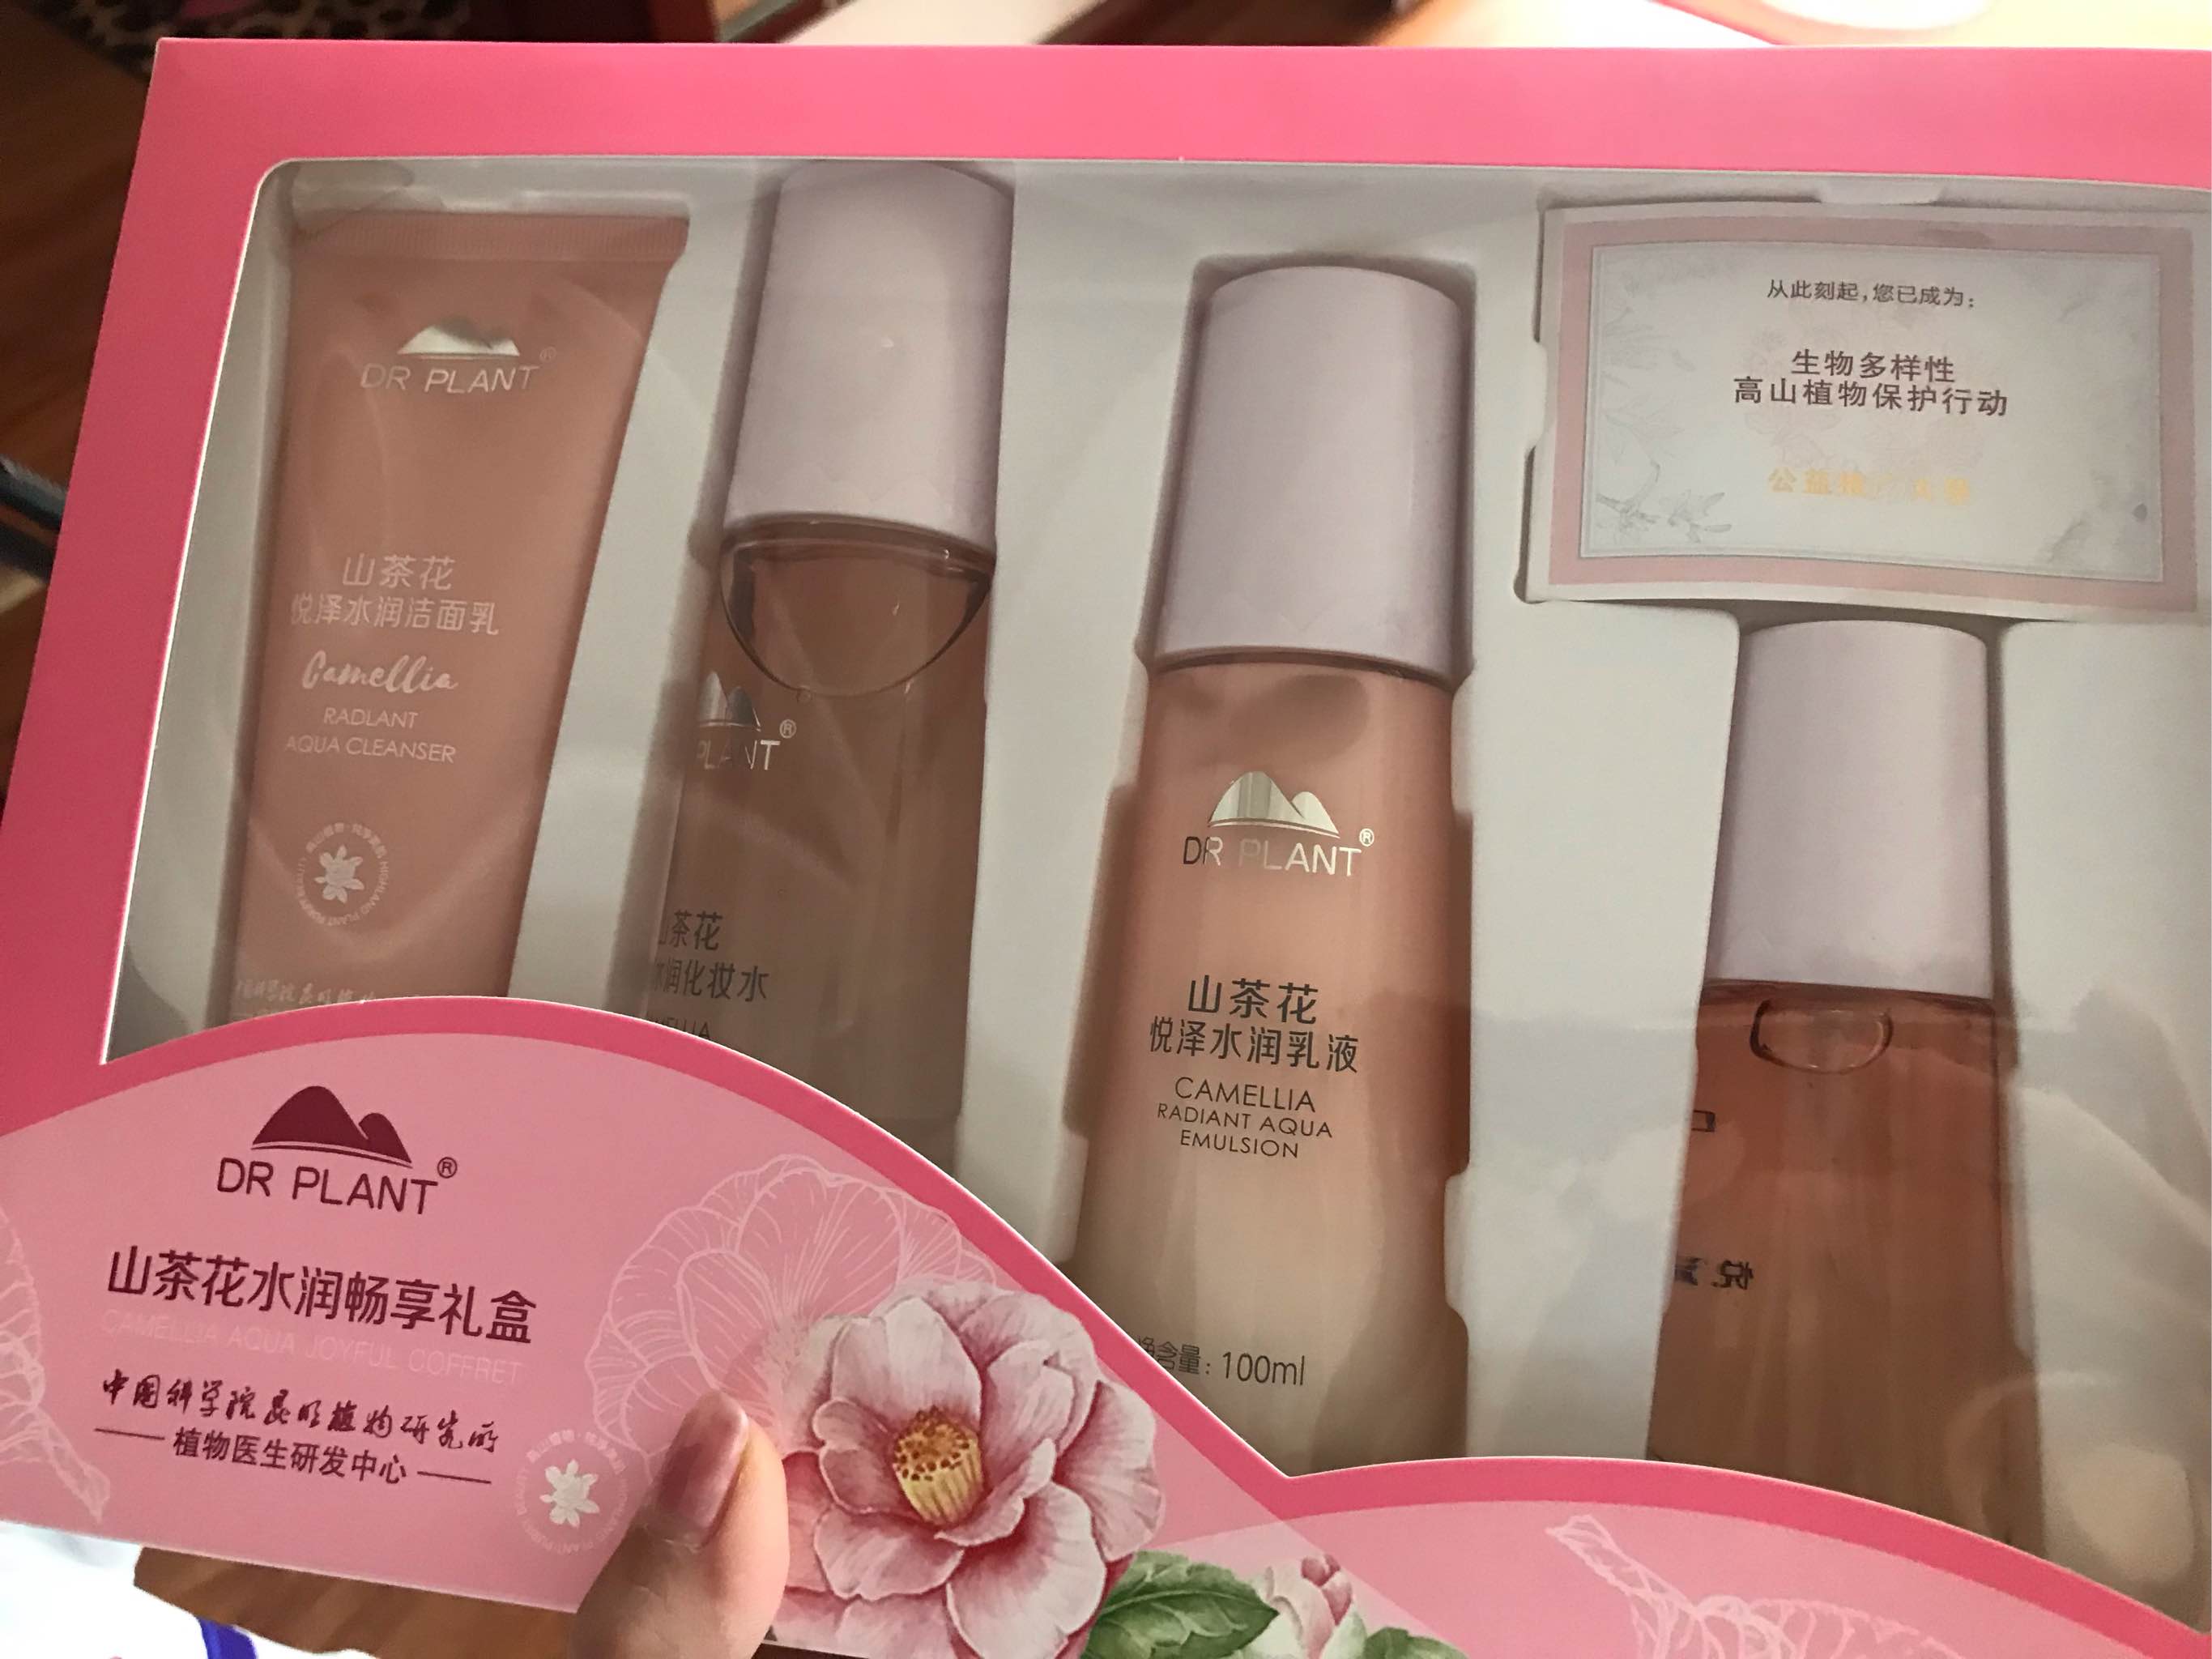 DR PLANT®
山茶花
悦泽水润洁面乳
Camellia
RADLANT
AQUA CLEANSER
PLANT®
茶花
水润化妆水
DR PLANT®
山茶花
悦泽水润乳液
CAMELLIA
RADIANT AQUA
EMULSION
净含量：100ml
从此刻起，您已成为：
生物多样性
高山植物保护行动
公益推
悦
DR PLANT®
山茶花水润畅享礼盒
CAMELLIA AQUA JOYFUL COFFRET
中国科学院昆明植物研究所
植物医生研发中心